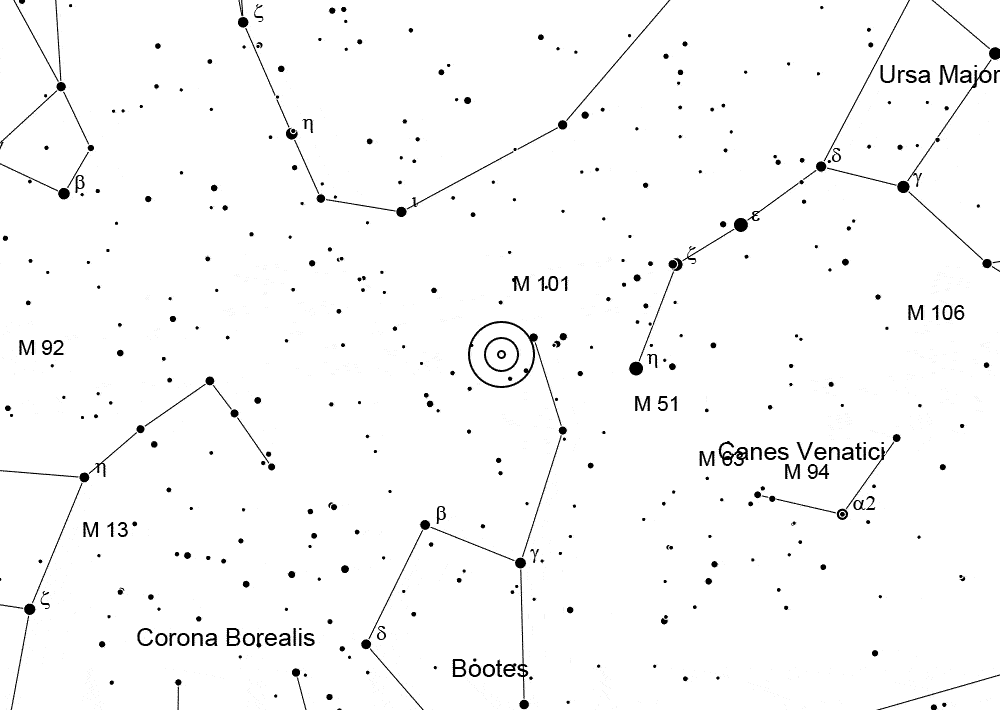 ζ
Ursa Major
η
β
δ
γ
ι
ε
ζ
M 101
M 106
M 92
η
M 51
Canes Venatici
M 63
M 94
η
α2
β
M 13
γ
ζ
δ
Corona Borealis
Bootes